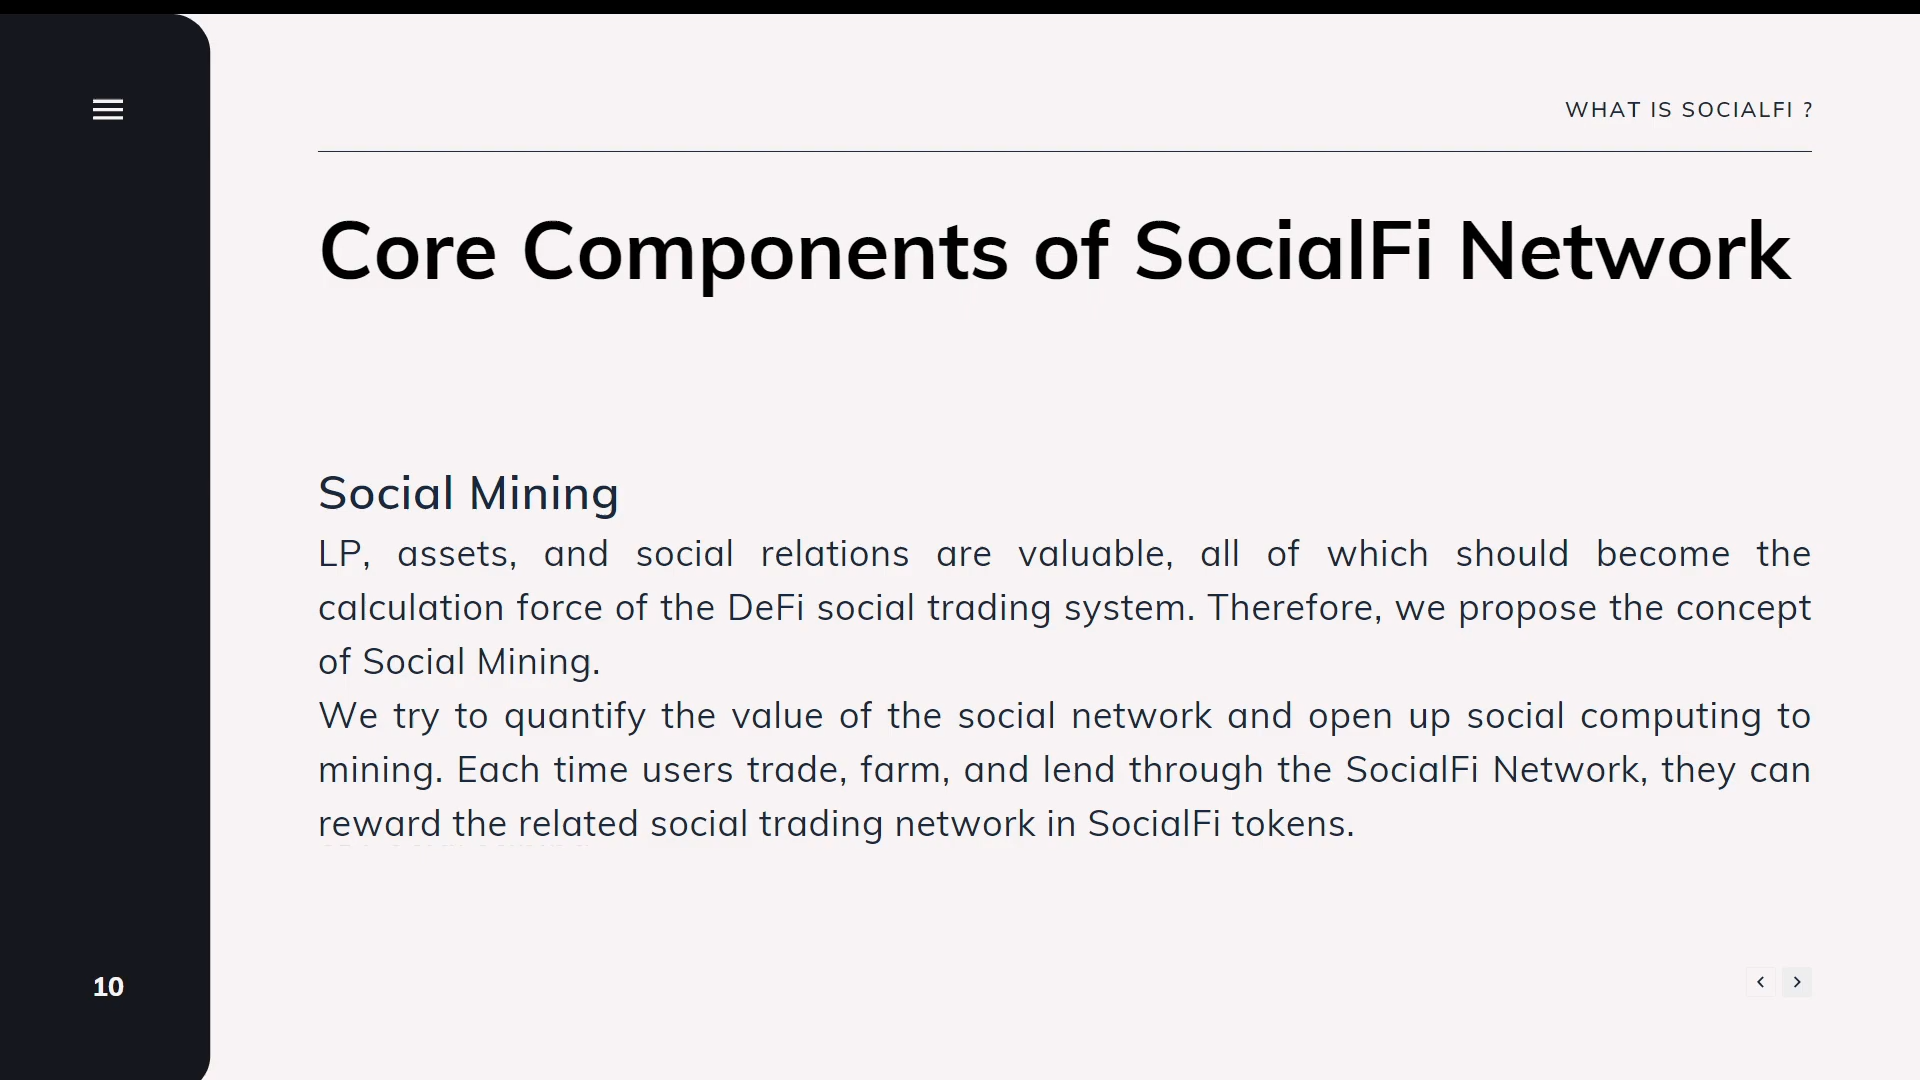 WHAT IS SOCIALFI ?
Core Components of SocialFi Network
Social Mining
LP, assets, and social relations are valuable, all of which should become the
calculation force of the DeFi social trading system. Therefore, we propose the concept
of Social Mining.
We try to quantify the value of the social network and open up social computing to
mining. Each time users trade, farm, and lend through the SocialFi Network, they can
reward the related social trading network in SocialFi tokens.
10